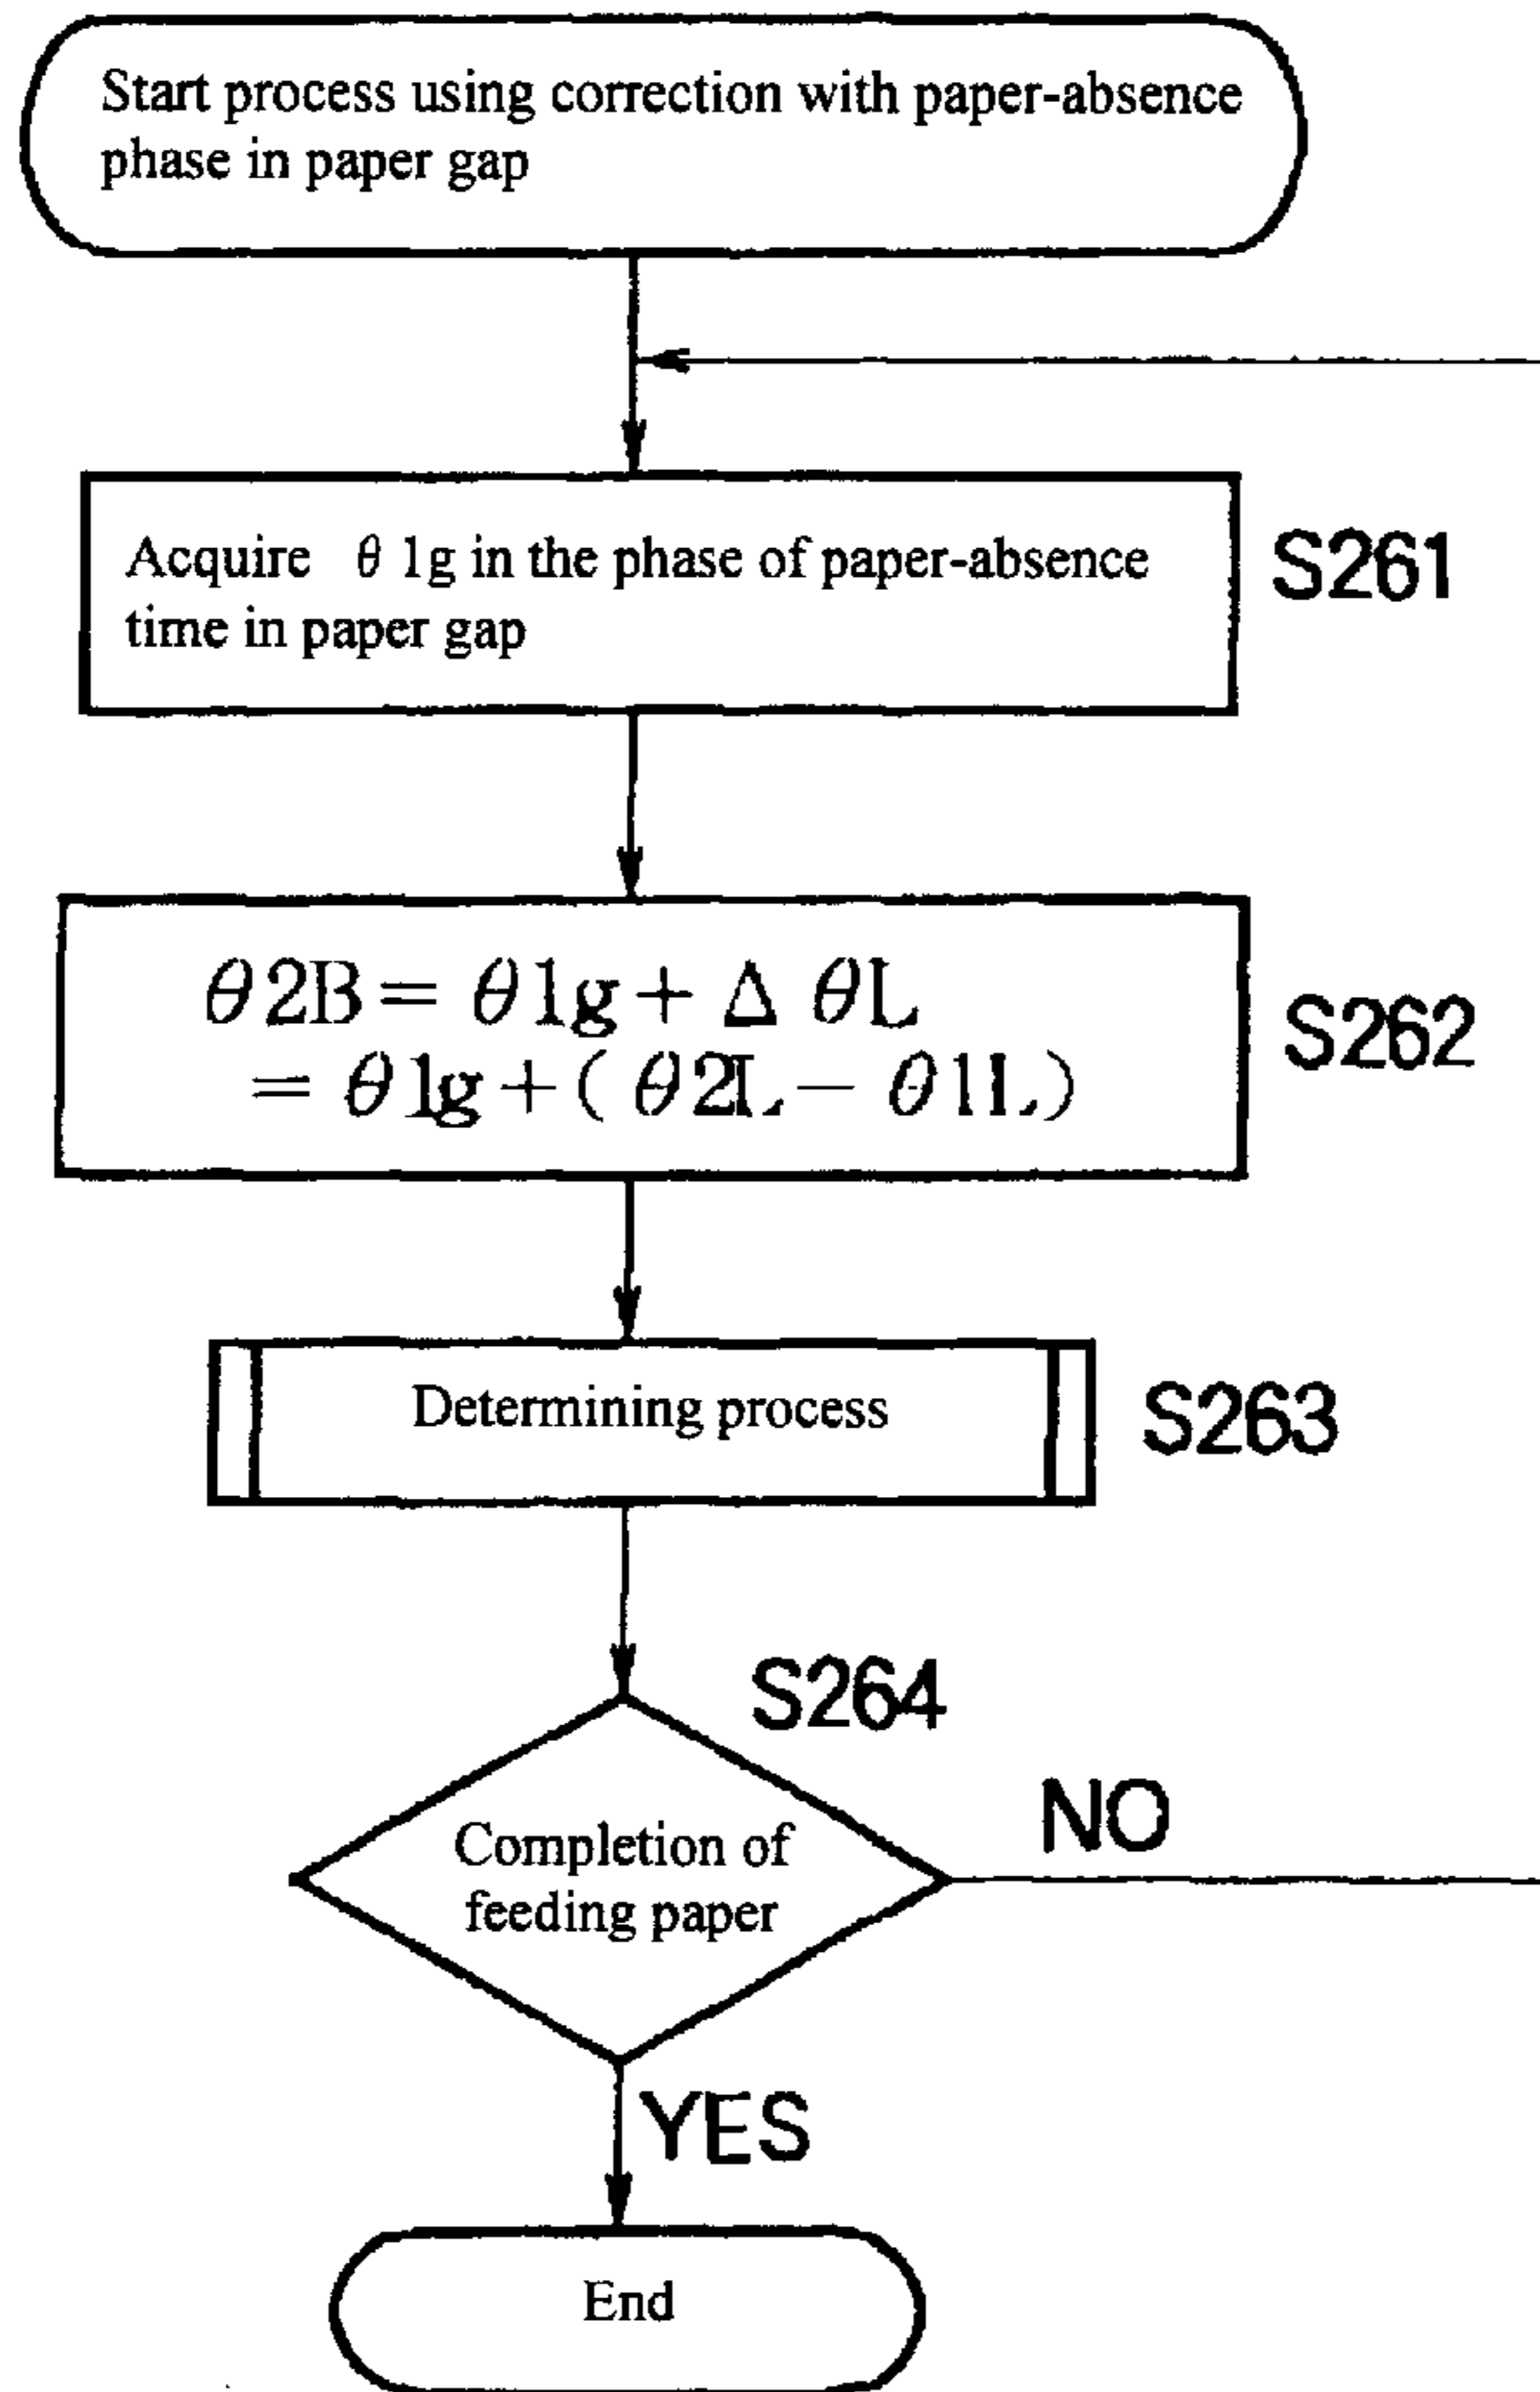 Start process using correction with paper-absence
phase in paper gap
Acquire θ 1g in the phase of paper-absence
time in paper gap
S261
θ2B = θ1g + Δ θL
= θ1g + ( θ2L - θ1L )
S262
Determining process
S263
S264
Completion of
feeding paper
NO
YES
End